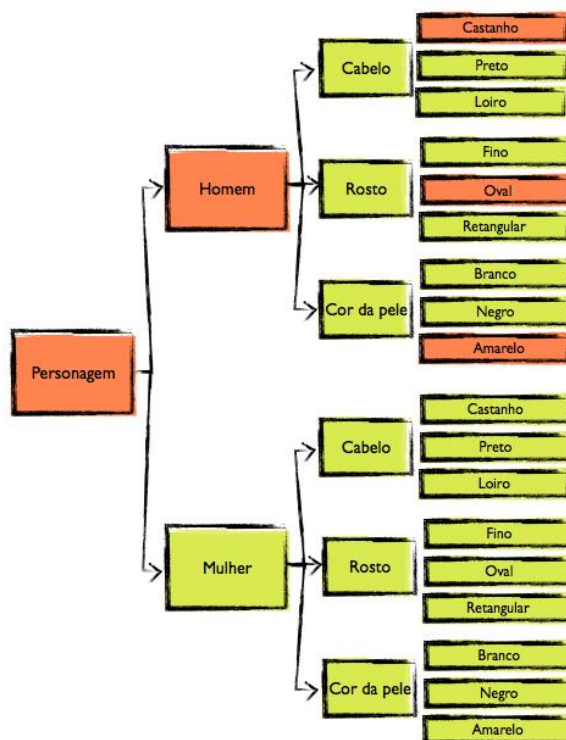 Personagem
Homem
Cabelo
Castanho
Preto
Loiro
Rosto
Fino
Oval
Retangular
Cor da pele
Branco
Negro
Amarelo
Mulher
Cabelo
Castanho
Preto
Loiro
Rosto
Fino
Oval
Retangular
Cor da pele
Branco
Negro
Amarelo